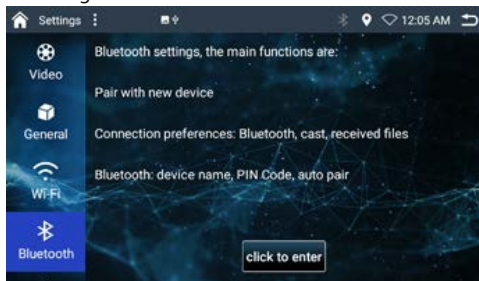 Settings
12:05 AM
Video
General
Wi-Fi
Bluetooth
Bluetooth settings, the main functions are:
Pair with new device
Connection preferences: Bluetooth, cast, received files
Bluetooth: device name, PIN Code, auto pair
click to enter